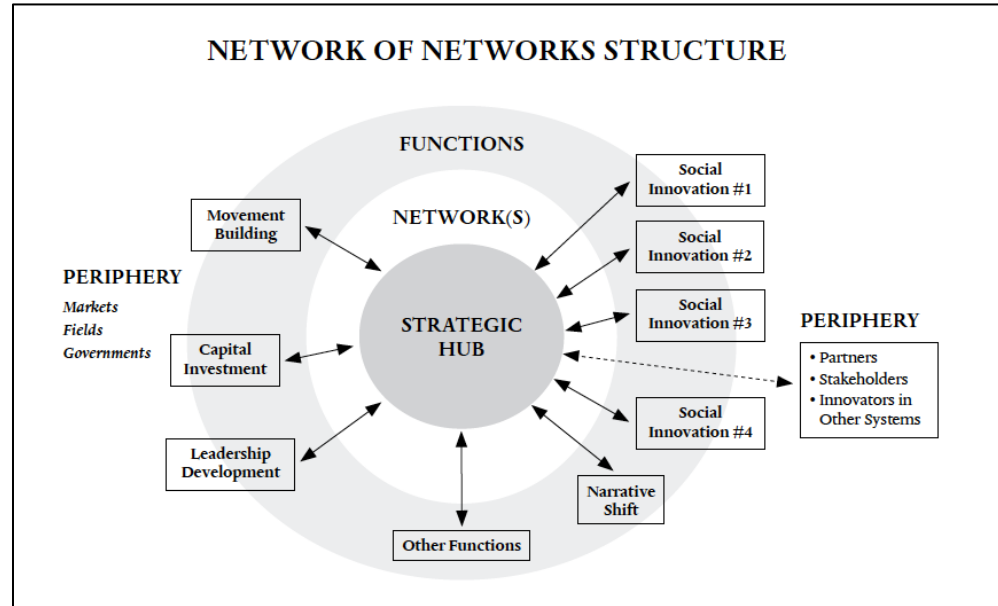 NETWORK OF NETWORKS STRUCTURE
FUNCTIONS
NETWORK(S)
STRATEGIC
HUB
Movement
Building
PERIPHERY
Markets
Fields
Governments
Capital
Investment
Leadership
Development
Other Functions
Narrative
Shift
Social
Innovation #1
Social
Innovation #2
Social
Innovation #3
Social
Innovation #4
PERIPHERY
• Partners
• Stakeholders
• Innovators in
Other Systems